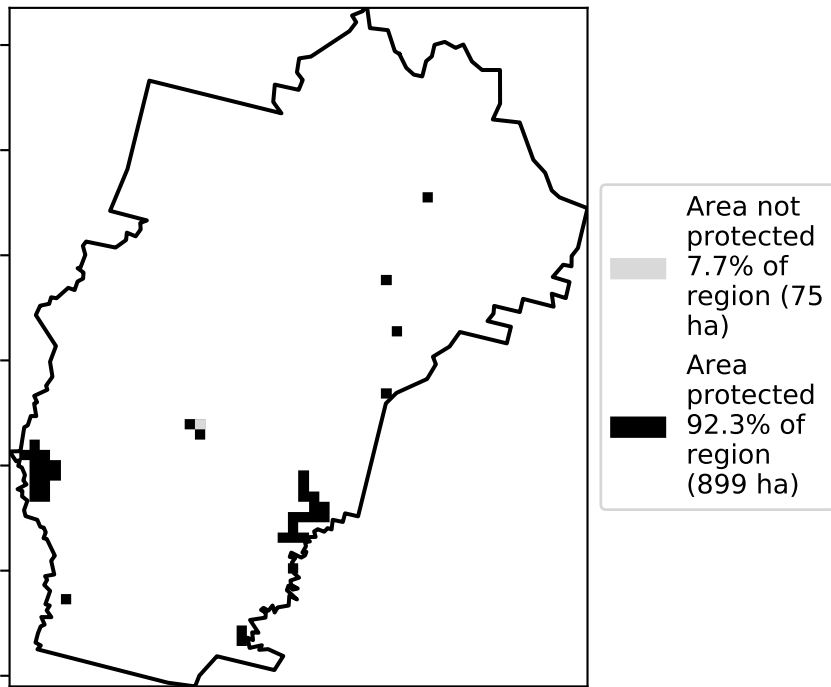 Area not
protected
7.7% of
region (75
ha)
Area
protected
92.3% of
region
(899 ha)